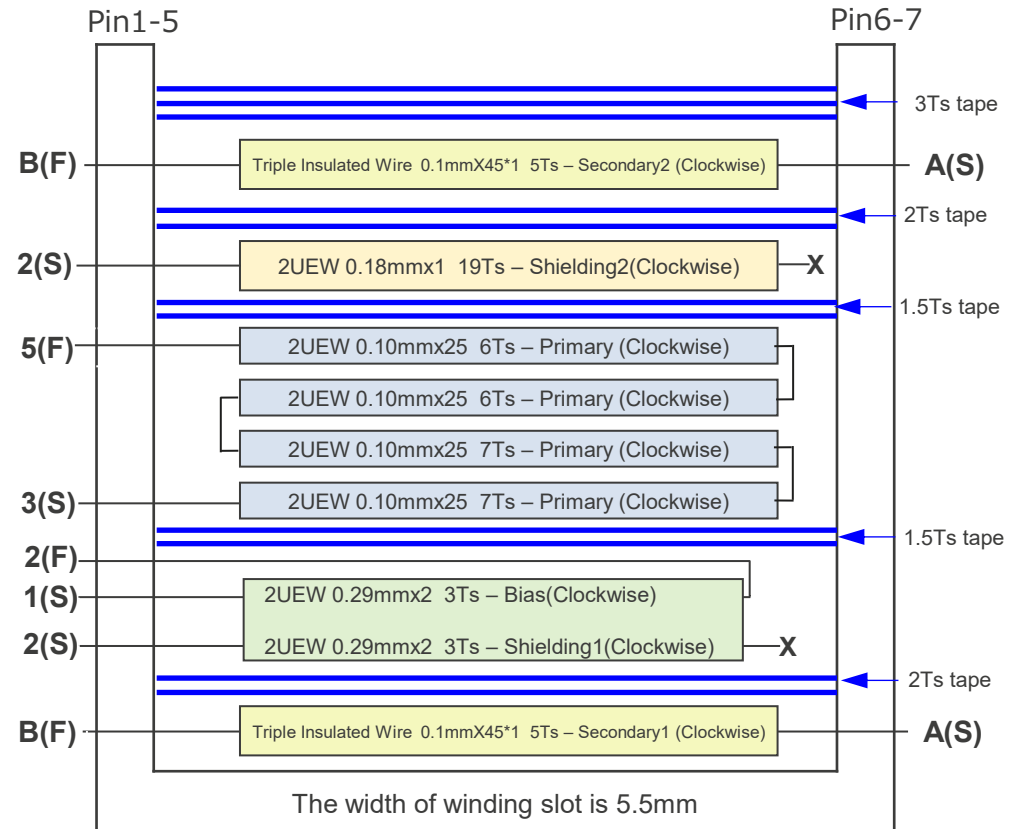 Pin1-5
Pin6-7
3Ts tape
B(F)
Triple Insulated Wire 0.1mmX45*1 5Ts – Secondary2 (Clockwise)
A(S)
2Ts tape
2(S)
2UEW 0.18mmx1 19Ts – Shielding2(Clockwise)
X
1.5Ts tape
5(F)
2UEW 0.10mmx25 6Ts – Primary (Clockwise)
2UEW 0.10mmx25 6Ts – Primary (Clockwise)
2UEW 0.10mmx25 7Ts – Primary (Clockwise)
3(S)
2UEW 0.10mmx25 7Ts – Primary (Clockwise)
1.5Ts tape
2(F)
1(S)
2UEW 0.29mmx2 3Ts – Bias(Clockwise)
2(S)
2UEW 0.29mmx2 3Ts – Shielding1(Clockwise)
X
2Ts tape
B(F)
Triple Insulated Wire 0.1mmX45*1 5Ts – Secondary1 (Clockwise)
A(S)
The width of winding slot is 5.5mm